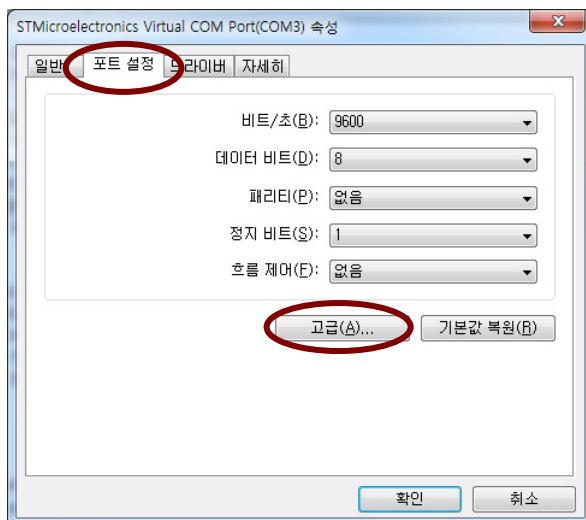 STMicroelectronics Virtual COM Port(COM3) 속성
일반 포트 설정 드라이버 자세히
비트/초(B): 9600
데이터 비트(D): 8
패리티(P): 없음
정지 비트(S): 1
흐름 제어(F): 없음
고급(A)... 기본값 복원(R)
확인 취소